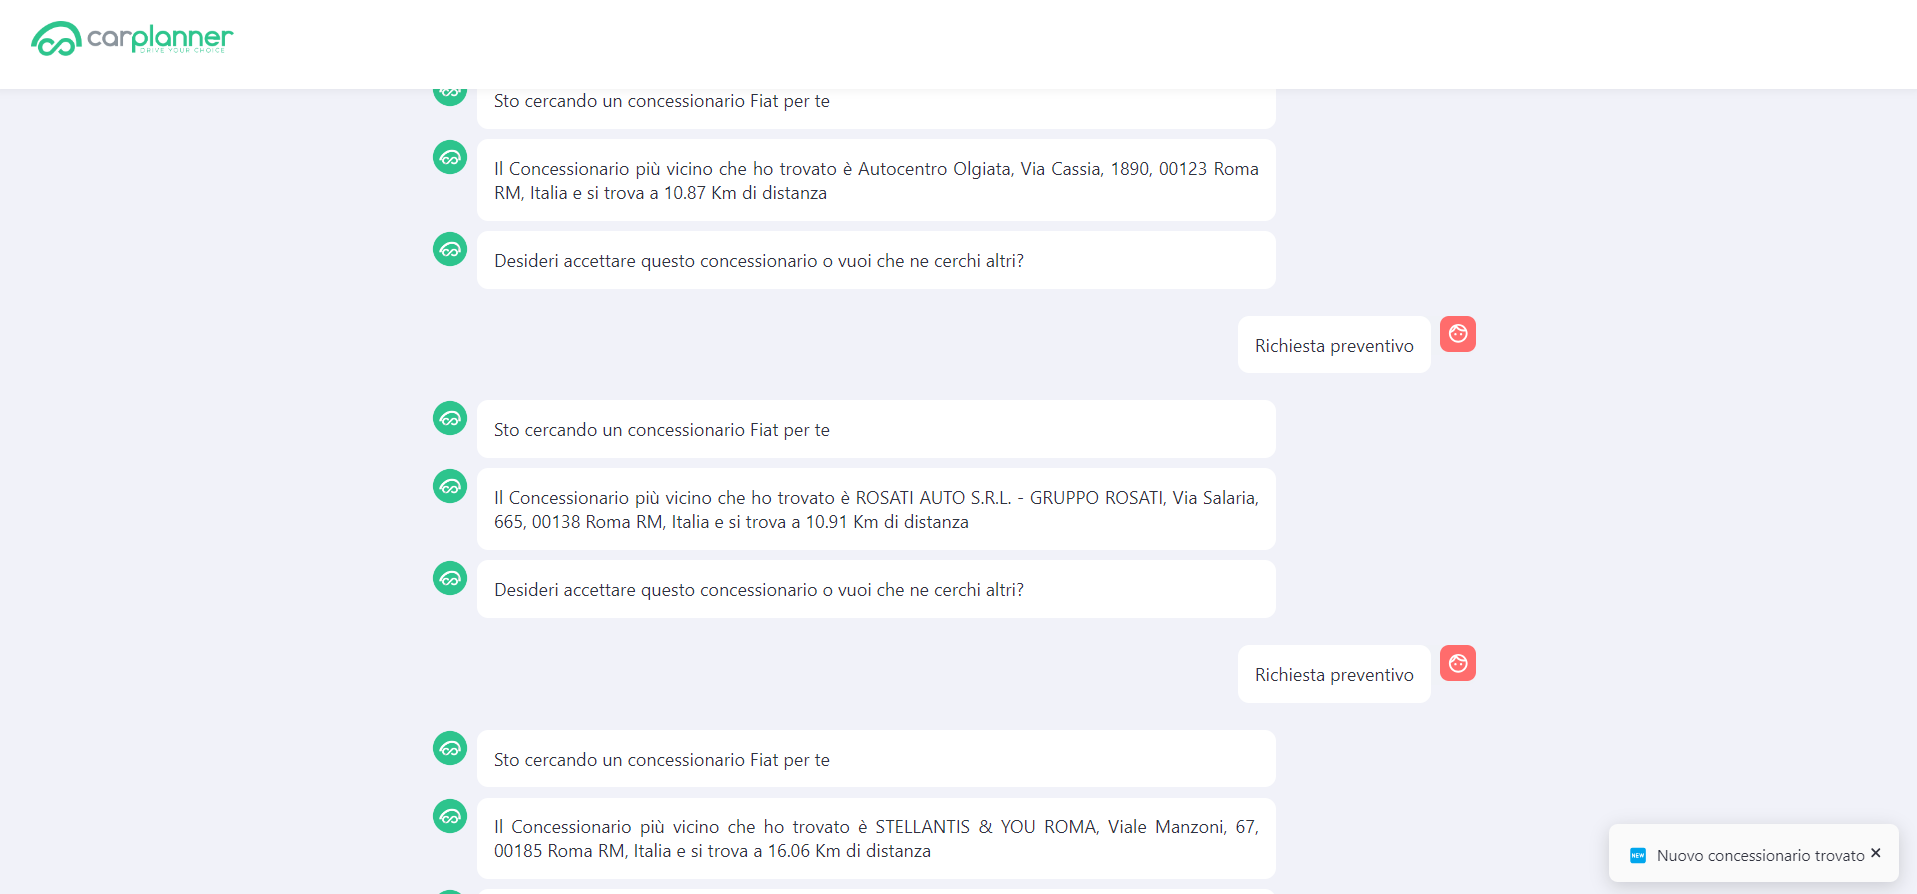 carplanner
DRIVE YOUR CHOICE
Sto cercando un concessionario Fiat per te
Il Concessionario più vicino che ho trovato è Autocentro Olgiata, Via Cassia, 1890, 00123 Roma
RM, Italia e si trova a 10.87 Km di distanza
Desideri accettare questo concessionario o vuoi che ne cerchi altri?
Richiesta preventivo
Sto cercando un concessionario Fiat per te
Il Concessionario più vicino che ho trovato è ROSATI AUTO S.R.L. - GRUPPO ROSATI, Via Salaria,
665, 00138 Roma RM, Italia e si trova a 10.91 Km di distanza
Desideri accettare questo concessionario o vuoi che ne cerchi altri?
Richiesta preventivo
Sto cercando un concessionario Fiat per te
Il Concessionario più vicino che ho trovato è STELLANTIS & YOU ROMA, Viale Manzoni, 67,
00185 Roma RM, Italia e si trova a 16.06 Km di distanza
NEW Nuovo concessionario trovato ×